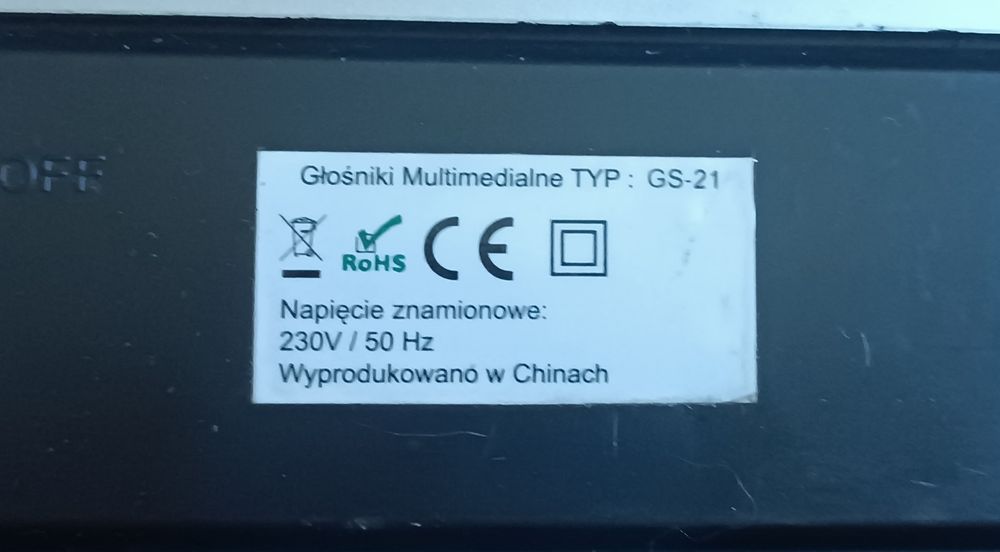 OFF
Głośniki Multimedialne TYP : GS-21
RoHS CE
Napięcie znamionowe:
230V / 50 Hz
Wyprodukowano w Chinach